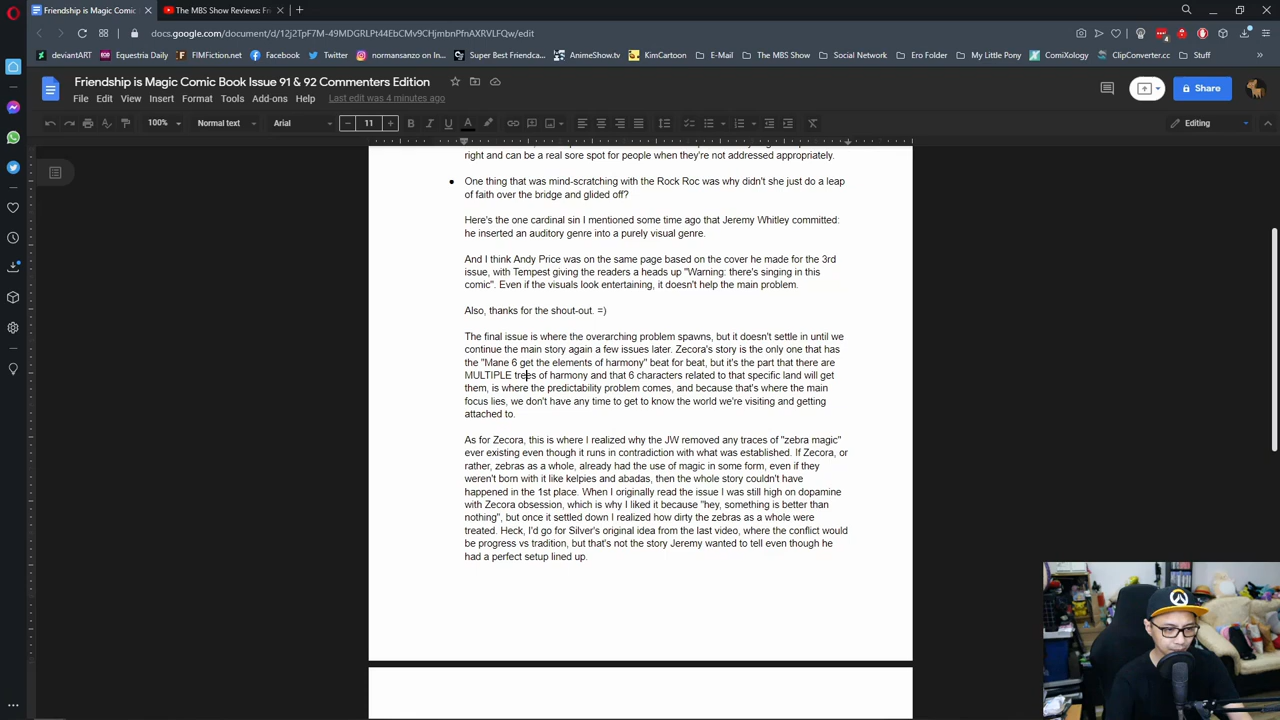 Friendship is Magic Comic
The MBS Show Reviews: Fr
docs.google.com/document/d/12j2TpF7M-49MDGRLPt44EbCMv9CHjmbnPfnAXRVLFQw/edit
deviantART
Equestria Daily
FIMFiction.net
Facebook
Twitter
normansanzo on In...
Super Best Friendca...
AnimeShow.tv
KimCartoon
E-Mail
The MBS Show
Social Network
Ero Folder
My Little Pony
ComiXology
ClipConverter.cc
Stuff
Friendship is Magic Comic Book Issue 91 & 92 Commenters Edition
File Edit View Insert Format Tools Add-ons Help Last edit was 4 minutes ago
Share
100% Normal text Arial 11 Editing
right and can be a real sore spot for people when they're not addressed appropriately.
● One thing that was mind-scratching with the Rock Roc was why didn't she just do a leap
of faith over the bridge and glided off?
Here's the one cardinal sin I mentioned some time ago that Jeremy Whitley committed:
he inserted an auditory genre into a purely visual genre.
And I think Andy Price was on the same page based on the cover he made for the 3rd
issue, with Tempest giving the readers a heads up "Warning: there's singing in this
comic". Even if the visuals look entertaining, it doesn't help the main problem.
Also, thanks for the shout-out. =)
The final issue is where the overarching problem spawns, but it doesn't settle in until we
continue the main story again a few issues later. Zecora's story is the only one that has
the "Mane 6 get the elements of harmony" beat for beat, but it's the part that there are
MULTIPLE trees of harmony and that 6 characters related to that specific land will get
them, is where the predictability problem comes, and because that's where the main
focus lies, we don't have any time to get to know the world we're visiting and getting
attached to.
As for Zecora, this is where I realized why the JW removed any traces of "zebra magic"
ever existing even though it runs in contradiction with what was established. If Zecora, or
rather, zebras as a whole, already had the use of magic in some form, even if they
weren't born with it like kelpies and abadas, then the whole story couldn't have
happened in the 1st place. When I originally read the issue I was still high on dopamine
with Zecora obsession, which is why I liked it because "hey, something is better than
nothing", but once it settled down I realized how dirty the zebras as a whole were
treated. Heck, I'd go for Silver's original idea from the last video, where the conflict would
be progress vs tradition, but that's not the story Jeremy wanted to tell even though he
had a perfect setup lined up.